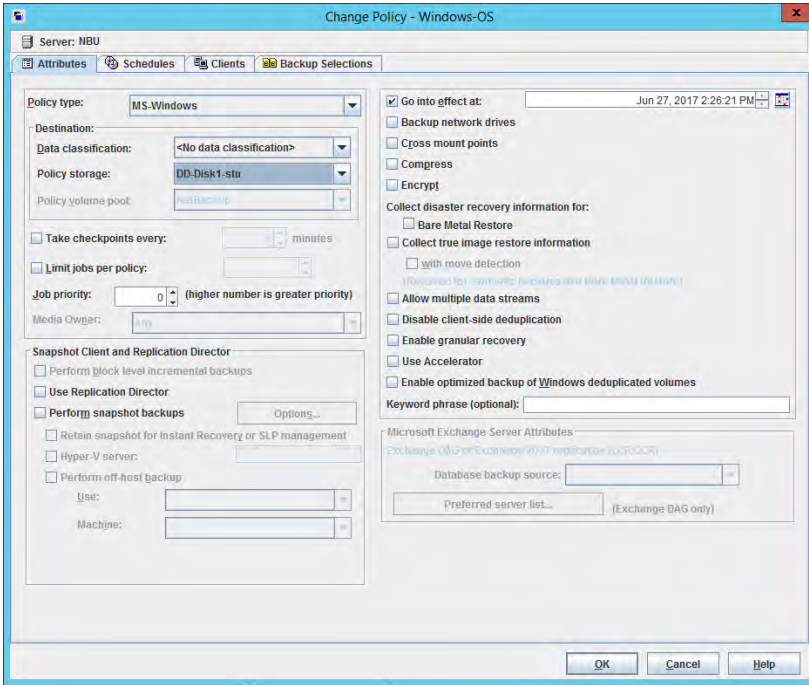 Change Policy - Windows-OS
x
Server: NBU
Attributes
Schedules
Clients
Backup Selections
Policy type:
MS-Windows
Destination:
Data classification:
<No data classification>
Policy storage:
DD-Disk1-stu
Policy volume pool:
NetBackup
Take checkpoints every:
minutes
Limit jobs per policy:
Job priority:
0
(higher number is greater priority)
Media Owner:
Any
Snapshot Client and Replication Director
Perform block level incremental backups
Use Replication Director
Perform snapshot backups
Options...
Retain snapshot for Instant Recovery or SLP management
Hyper-V server:
Perform off-host backup
Use:
Machine:
Go into effect at:
Jun 27, 2017 2:26:21 PM
Backup network drives
Cross mount points
Compress
Encrypt
Collect disaster recovery information for:
Bare Metal Restore
Collect true image restore information
with move detection
Allow multiple data streams
Disable client-side deduplication
Enable granular recovery
Use Accelerator
Enable optimized backup of Windows deduplicated volumes
Keyword phrase (optional):
Microsoft Exchange Server Attributes
Database backup source:
Preferred server list...
(Exchange DAG only)
OK
Cancel
Help